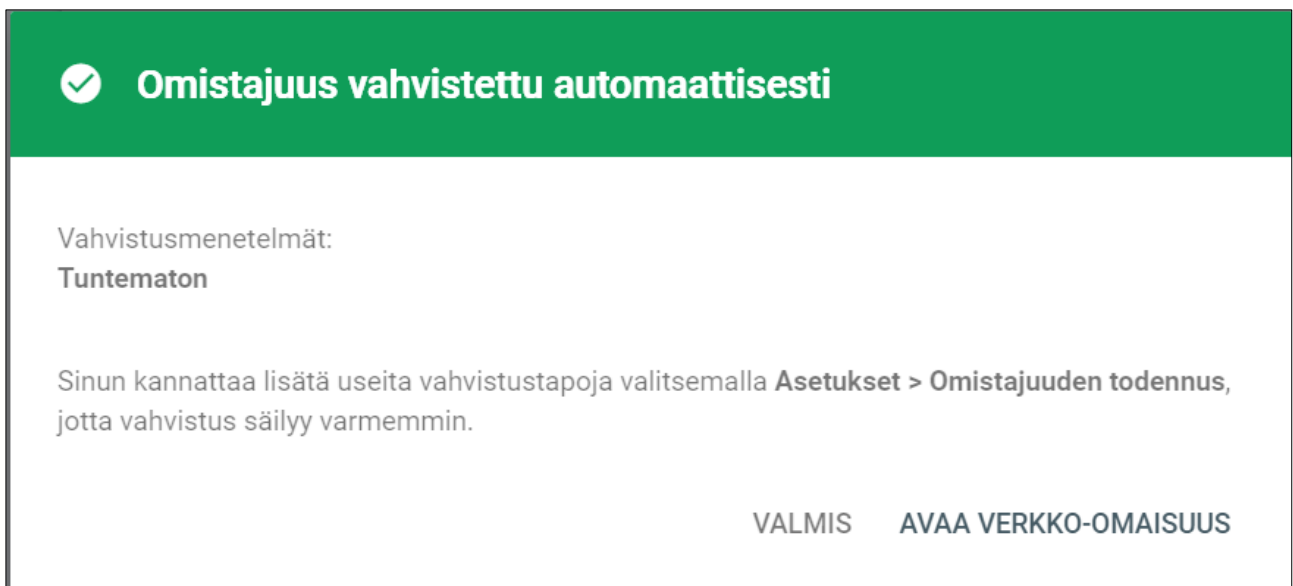 Omistajuus vahvistettu automaattisesti
Vahvistusmenetelmät:
Tuntematon
Sinun kannattaa lisätä useita vahvistustapoja valitsemalla Asetukset > Omistajuuden todennus,
jotta vahvistus säilyy varmemmin.
VALMIS AVAA VERKKO-OMAISUUS